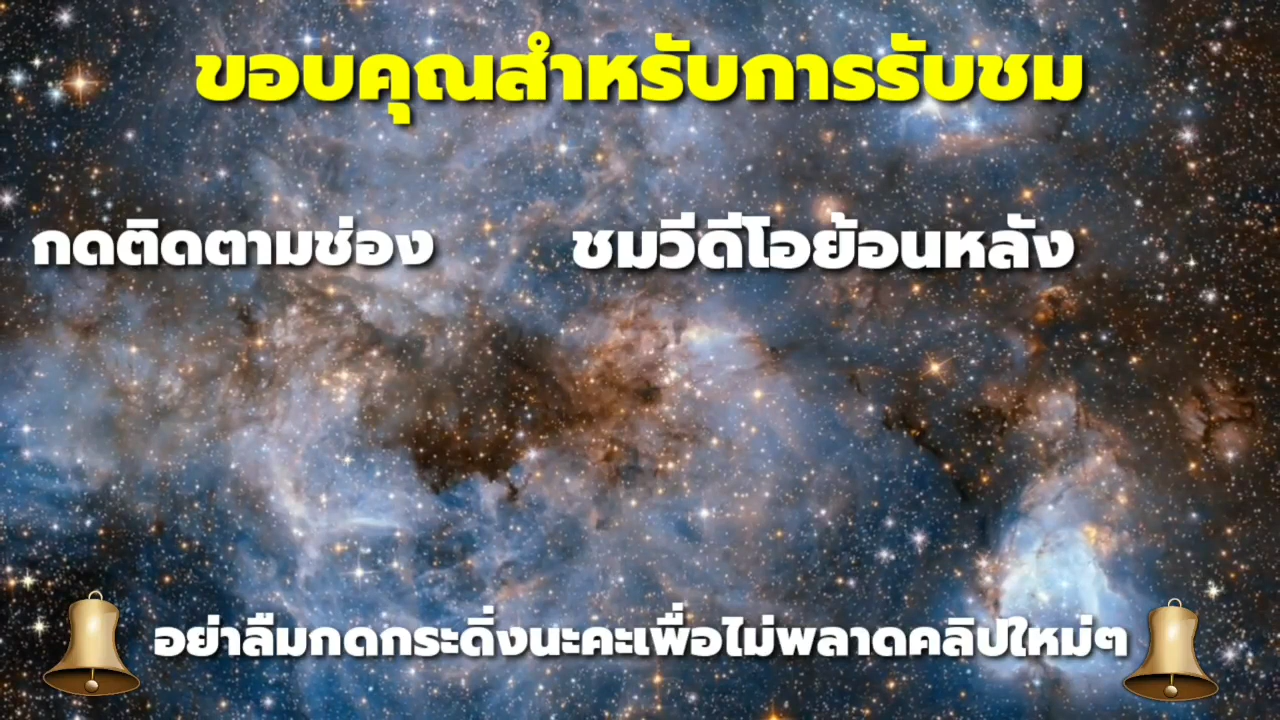 ขอบคุณสำหรับการรับชม
กดติดตามช่อง
ชมวีดีโอย้อนหลัง
อย่าลืมกดกระดิ่งนะคะเพื่อไม่พลาดคลิปใหม่ๆ